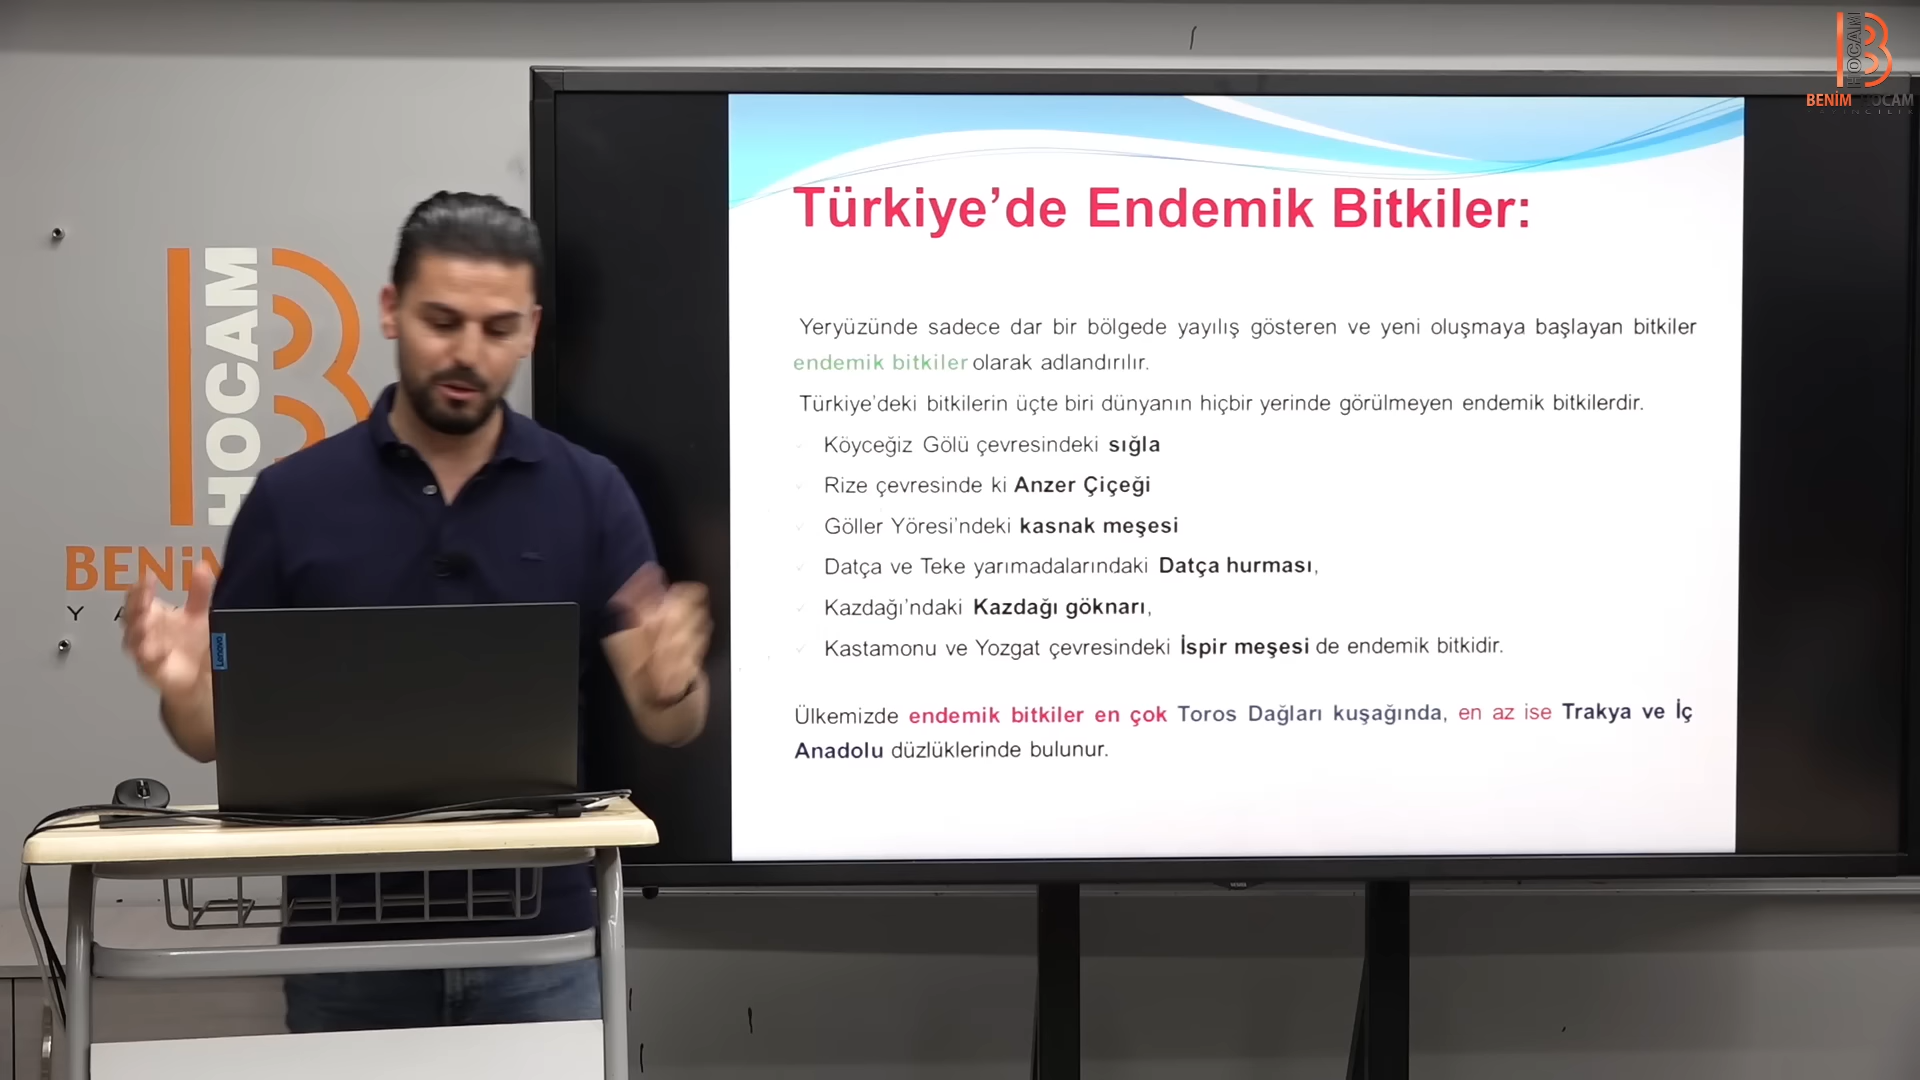 HOCAM
BENİM HOCAM
HOCAM
Türkiye’de Endemik Bitkiler:
Yeryüzünde sadece dar bir bölgede yayılış gösteren ve yeni oluşmaya başlayan bitkiler
endemik bitkiler olarak adlandırılır.
Türkiye’deki bitkilerin üçte biri dünyanın hiçbir yerinde görülmeyen endemik bitkilerdir.
Köyceğiz Gölü çevresindeki sığla
Rize çevresinde ki Anzer Çiçeği
Göller Yöresi’ndeki kasnak meşesi
Datça ve Teke yarımadalarındaki Datça hurması,
Kazdağı’ndaki Kazdağı göknarı,
Kastamonu ve Yozgat çevresindeki İspir meşesi de endemik bitkidir.
Ülkemizde endemik bitkiler en çok Toros Dağları kuşağında, en az ise Trakya ve İç
Anadolu düzlüklerinde bulunur.
BENİM
Y A
Lenovo